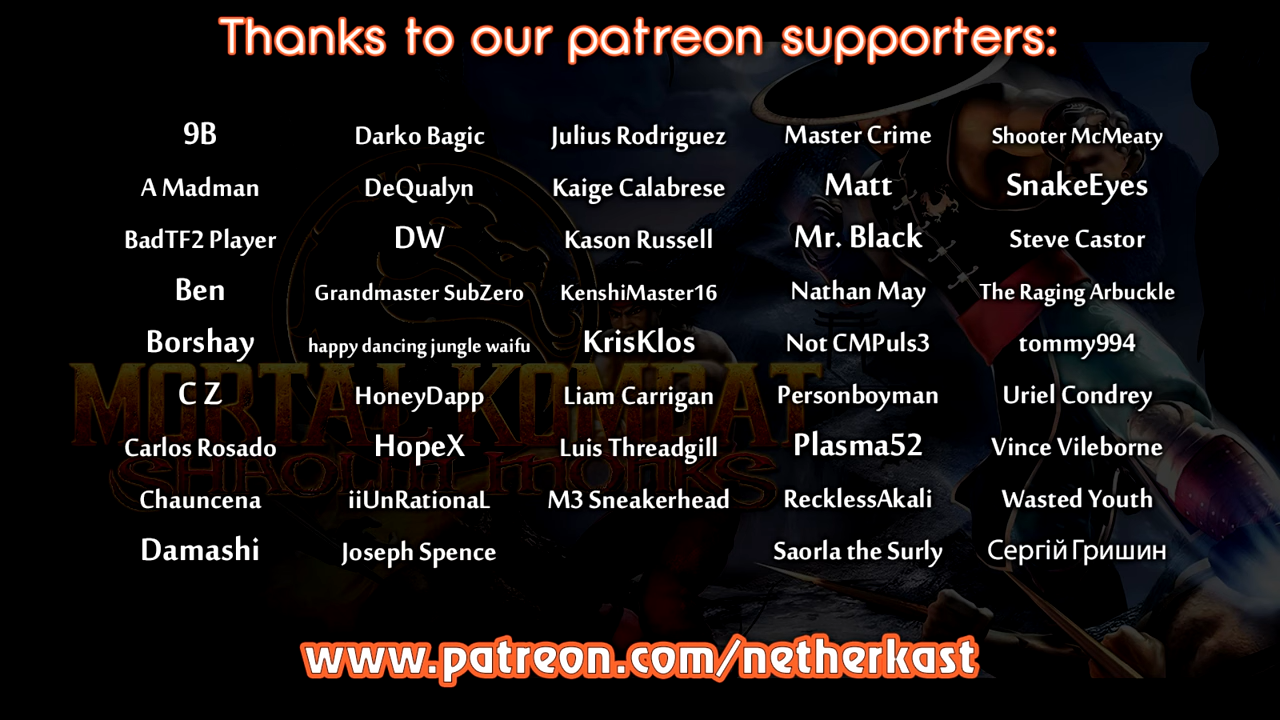 Thanks to our patreon supporters:
9B
A Madman
BadTF2 Player
Ben
Borshay
C Z
Carlos Rosado
Chauncena
Damashi
Darko Bagic
DeQualyn
DW
Grandmaster SubZero
happy dancing jungle waifu
HoneyDapp
HopeX
iiUnRationaL
Joseph Spence
Julius Rodriguez
Kaige Calabrese
Kason Russell
KenshiMaster16
KrisKlos
Liam Carrigan
Luis Threadgill
M3 Sneakerhead
Master Crime
Matt
Mr. Black
Nathan May
Not CMPuls3
Personboyman
Plasma52
RecklessAkali
Saorla the Surly
Shooter McMeaty
SnakeEyes
Steve Castor
The Raging Arbuckle
tommy994
Uriel Condrey
Vince Vileborne
Wasted Youth
Сергій Гришин
MORTAL KOMBAT
SHAOLIN MONKS
www.patreon.com/netherkast